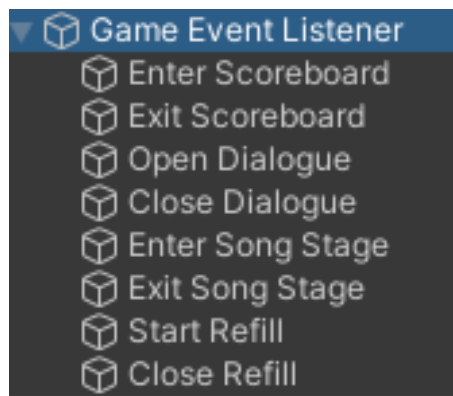 Game Event Listener
Enter Scoreboard
Exit Scoreboard
Open Dialogue
Close Dialogue
Enter Song Stage
Exit Song Stage
Start Refill
Close Refill